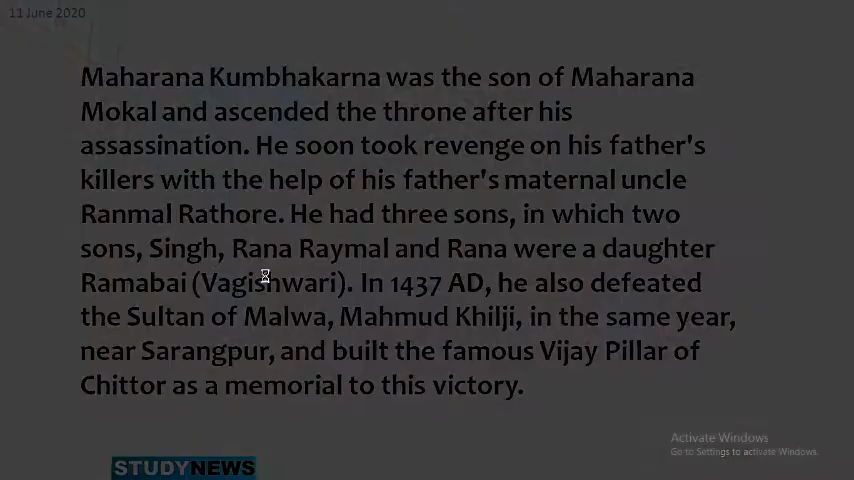 11 June 2020
Maharana Kumbhakarna was the son of Maharana
Mokal and ascended the throne after his
assassination. He soon took revenge on his father's
killers with the help of his father's maternal uncle
Ranmal Rathore. He had three sons, in which two
sons, Singh, Rana Raymal and Rana were a daughter
Ramabai (Vagishwari). In 1437 AD, he also defeated
the Sultan of Malwa, Mahmud Khilji, in the same year,
near Sarangpur, and built the famous Vijay Pillar of
Chittor as a memorial to this victory.
Activate Windows
Go to Settings to activate Windows.
STUDYNEWS